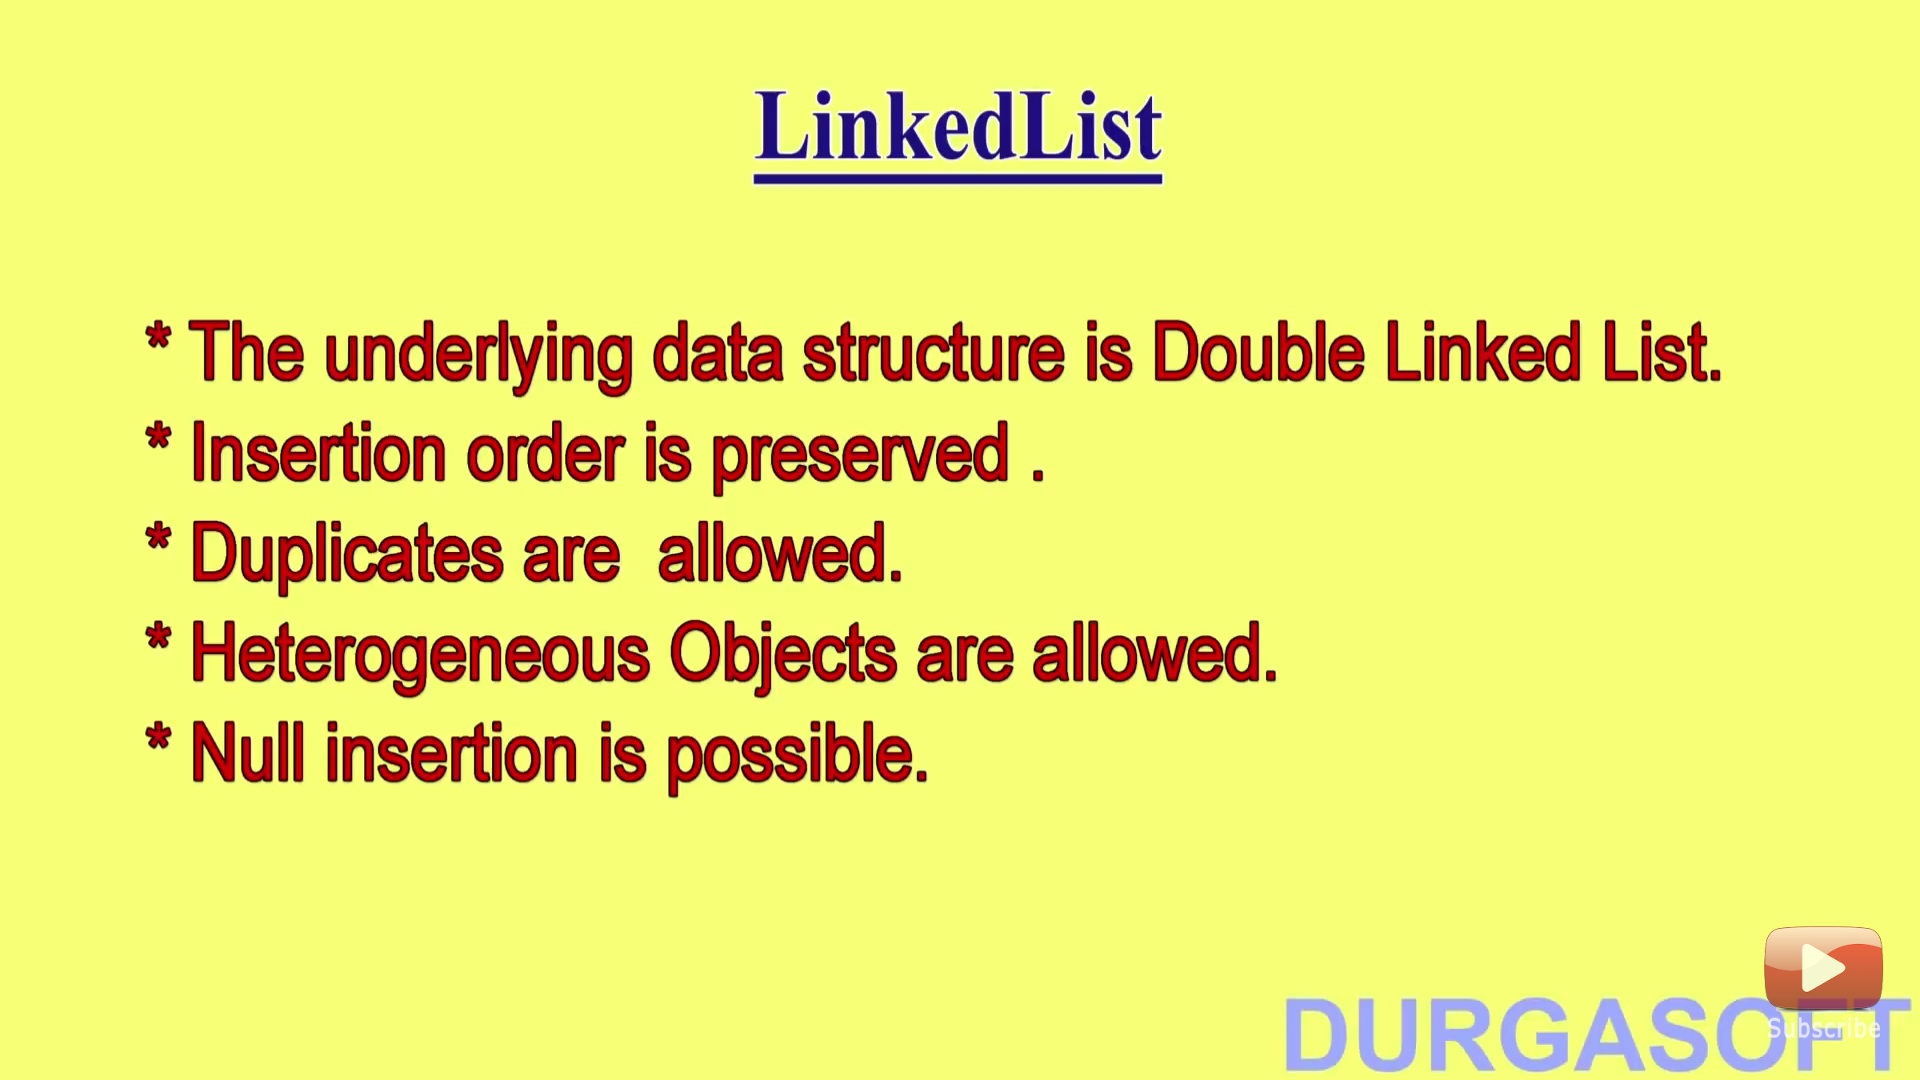 LinkedList
* The underlying data structure is Double Linked List.
* Insertion order is preserved .
* Duplicates are  allowed.
* Heterogeneous Objects are allowed.
* Null insertion is possible.
DURGASOFT
Subscribe